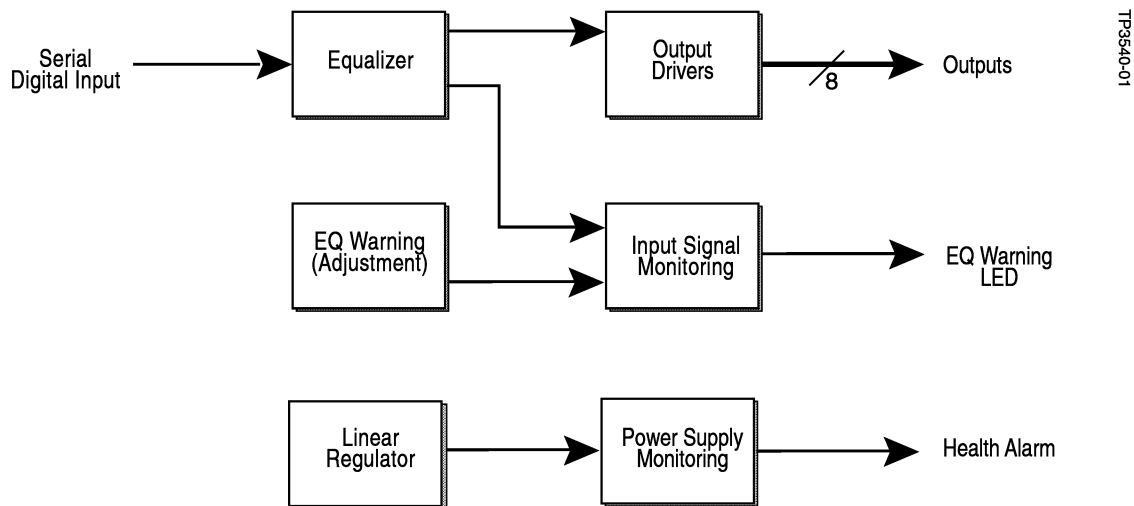 Serial
Digital Input
Equalizer
Output
Drivers
8
Outputs
TP3540-01
EQ Warning
(Adjustment)
Input Signal
Monitoring
EQ Warning
LED
Linear
Regulator
Power Supply
Monitoring
Health Alarm